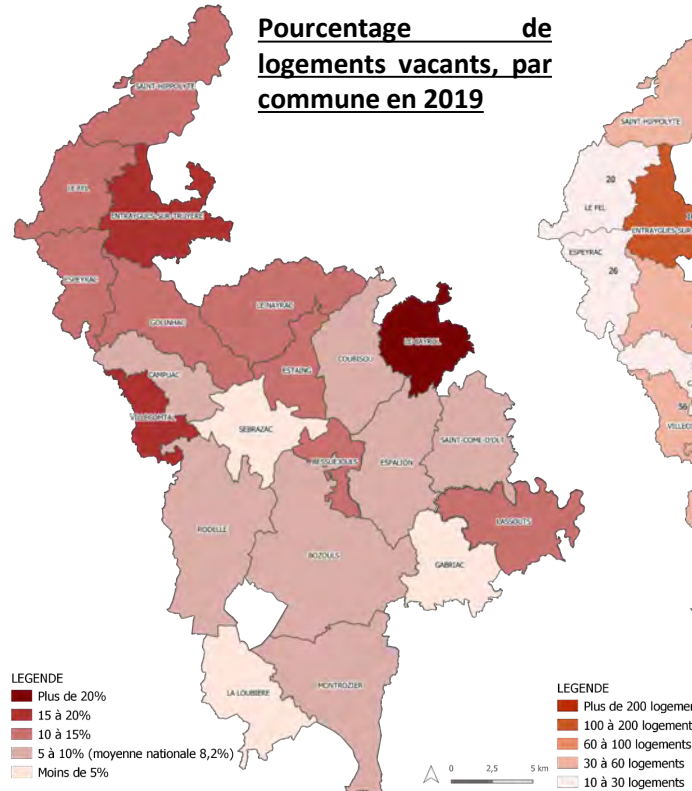 Pourcentage de
logements vacants, par
commune en 2019
SAINT-HIPPOLYTE
LE FEL
ENTRAYGUES-SUR-TRUYERE
ESPEYRAC
GOLINHAC
LE NAYRAC
ESTAING
COUBISOU
LE CAYROL
CAMPUAC
VILLECOMTAL
SEBRAZAC
BESSUEJOULS
ESPALION
SAINT-COME-D'OLT
RODELLE
BOZOULS
LASSOUTS
GABRIAC
LA LOUBIERE
MONTROZIER
LEGENDE
Plus de 20%
15 à 20%
10 à 15%
5 à 10% (moyenne nationale 8,2%)
Moins de 5%
0 2,5 5 km
SAINT-HIPPOLYTE
20
LE FEL
ENTRAYGUES-SUR
ESPEYRAC
26
56
LEGENDE
Plus de 200 logemen
100 à 200 logement
60 à 100 logements
30 à 60 logements
10 à 30 logements